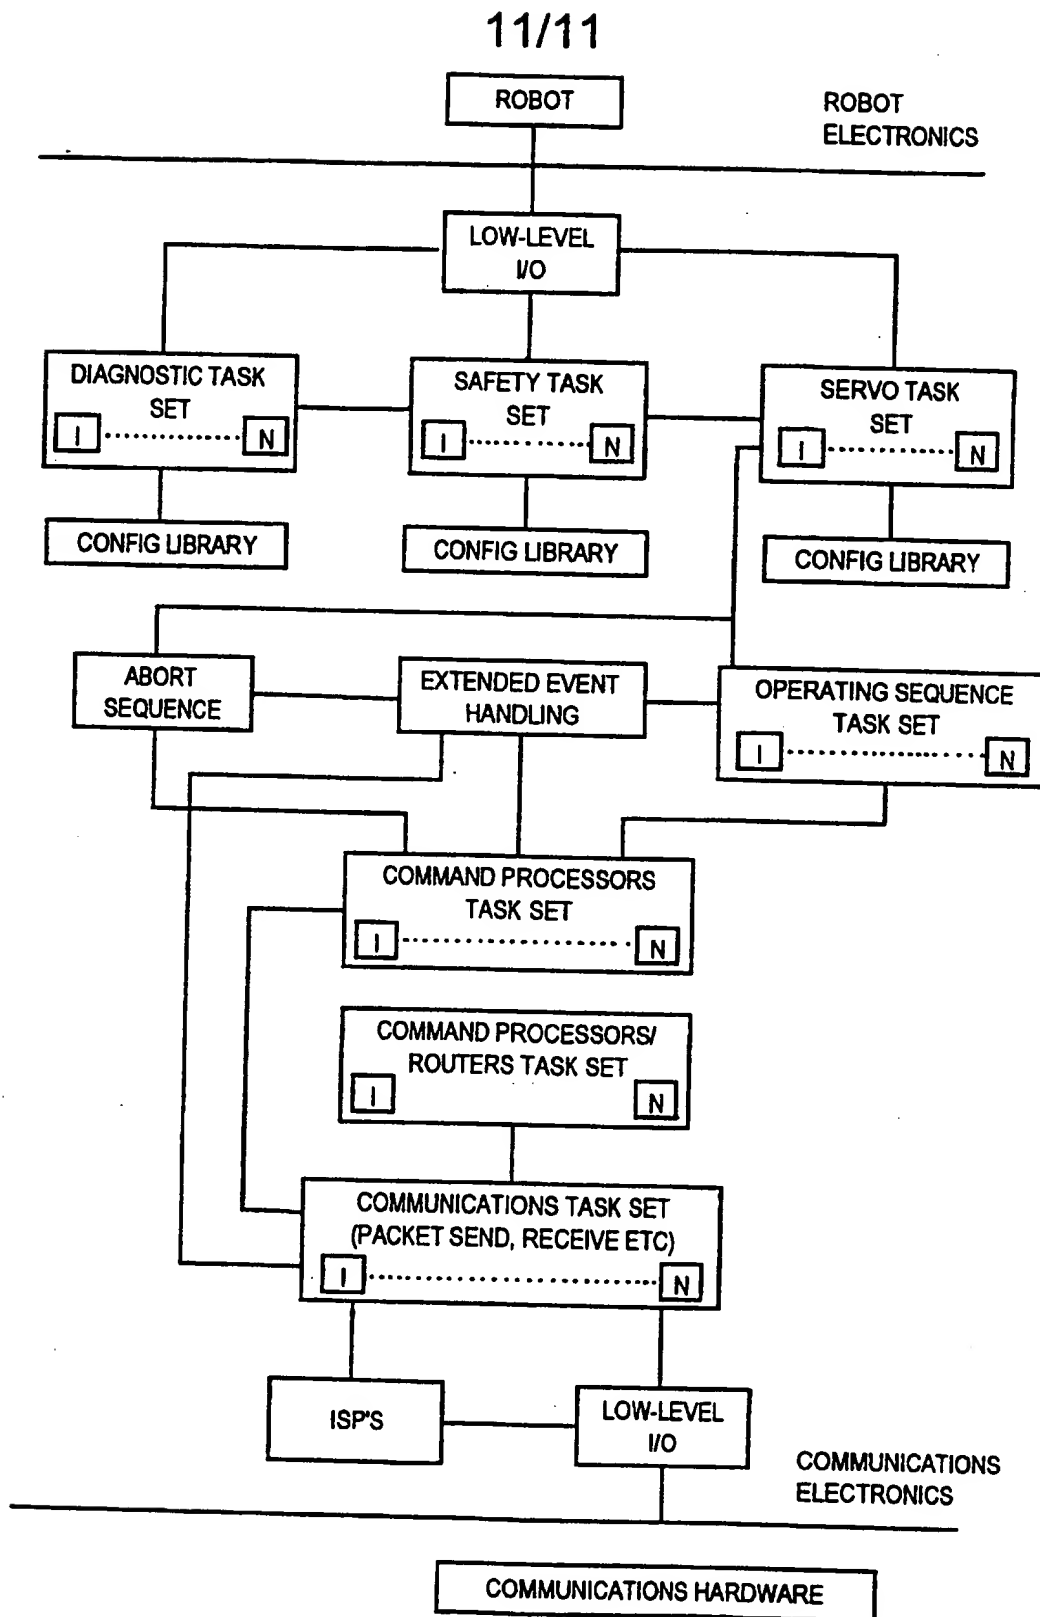 11/11
ROBOT
ROBOT
ELECTRONICS
LOW-LEVEL
I/O
DIAGNOSTIC TASK
SET
I
N
SAFETY TASK
SET
I
N
SERVO TASK
SET
I
N
CONFIG LIBRARY
CONFIG LIBRARY
CONFIG LIBRARY
ABORT
SEQUENCE
EXTENDED EVENT
HANDLING
OPERATING SEQUENCE
TASK SET
I
N
COMMAND PROCESSORS
TASK SET
I
N
COMMAND PROCESSORS/
ROUTERS TASK SET
I
N
COMMUNICATIONS TASK SET
(PACKET SEND, RECEIVE ETC)
I
N
ISP'S
LOW-LEVEL
I/O
COMMUNICATIONS
ELECTRONICS
COMMUNICATIONS HARDWARE